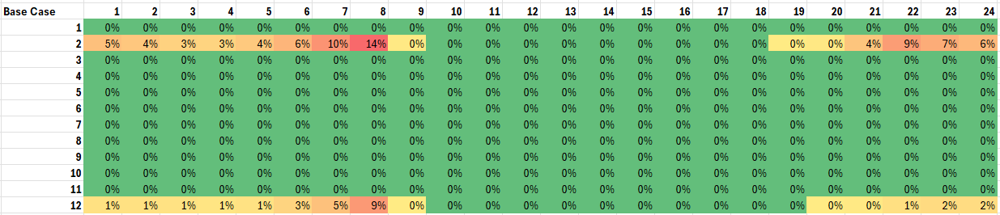 Base Case 1 2 3 4 5 6 7 8 9 10 11 12 13 14 15 16 17 18 19 20 21 22 23 24
1 0% 0% 0% 0% 0% 0% 0% 0% 0% 0% 0% 0% 0% 0% 0% 0% 0% 0% 0% 0% 0% 0% 0% 0%
2 5% 4% 3% 3% 4% 6% 10% 14% 0% 0% 0% 0% 0% 0% 0% 0% 0% 0% 0% 0% 4% 9% 7% 6%
3 0% 0% 0% 0% 0% 0% 0% 0% 0% 0% 0% 0% 0% 0% 0% 0% 0% 0% 0% 0% 0% 0% 0% 0%
4 0% 0% 0% 0% 0% 0% 0% 0% 0% 0% 0% 0% 0% 0% 0% 0% 0% 0% 0% 0% 0% 0% 0% 0%
5 0% 0% 0% 0% 0% 0% 0% 0% 0% 0% 0% 0% 0% 0% 0% 0% 0% 0% 0% 0% 0% 0% 0% 0%
6 0% 0% 0% 0% 0% 0% 0% 0% 0% 0% 0% 0% 0% 0% 0% 0% 0% 0% 0% 0% 0% 0% 0% 0%
7 0% 0% 0% 0% 0% 0% 0% 0% 0% 0% 0% 0% 0% 0% 0% 0% 0% 0% 0% 0% 0% 0% 0% 0%
8 0% 0% 0% 0% 0% 0% 0% 0% 0% 0% 0% 0% 0% 0% 0% 0% 0% 0% 0% 0% 0% 0% 0% 0%
9 0% 0% 0% 0% 0% 0% 0% 0% 0% 0% 0% 0% 0% 0% 0% 0% 0% 0% 0% 0% 0% 0% 0% 0%
10 0% 0% 0% 0% 0% 0% 0% 0% 0% 0% 0% 0% 0% 0% 0% 0% 0% 0% 0% 0% 0% 0% 0% 0%
11 0% 0% 0% 0% 0% 0% 0% 0% 0% 0% 0% 0% 0% 0% 0% 0% 0% 0% 0% 0% 0% 0% 0% 0%
12 1% 1% 1% 1% 1% 3% 5% 9% 0% 0% 0% 0% 0% 0% 0% 0% 0% 0% 0% 0% 0% 1% 2% 2%